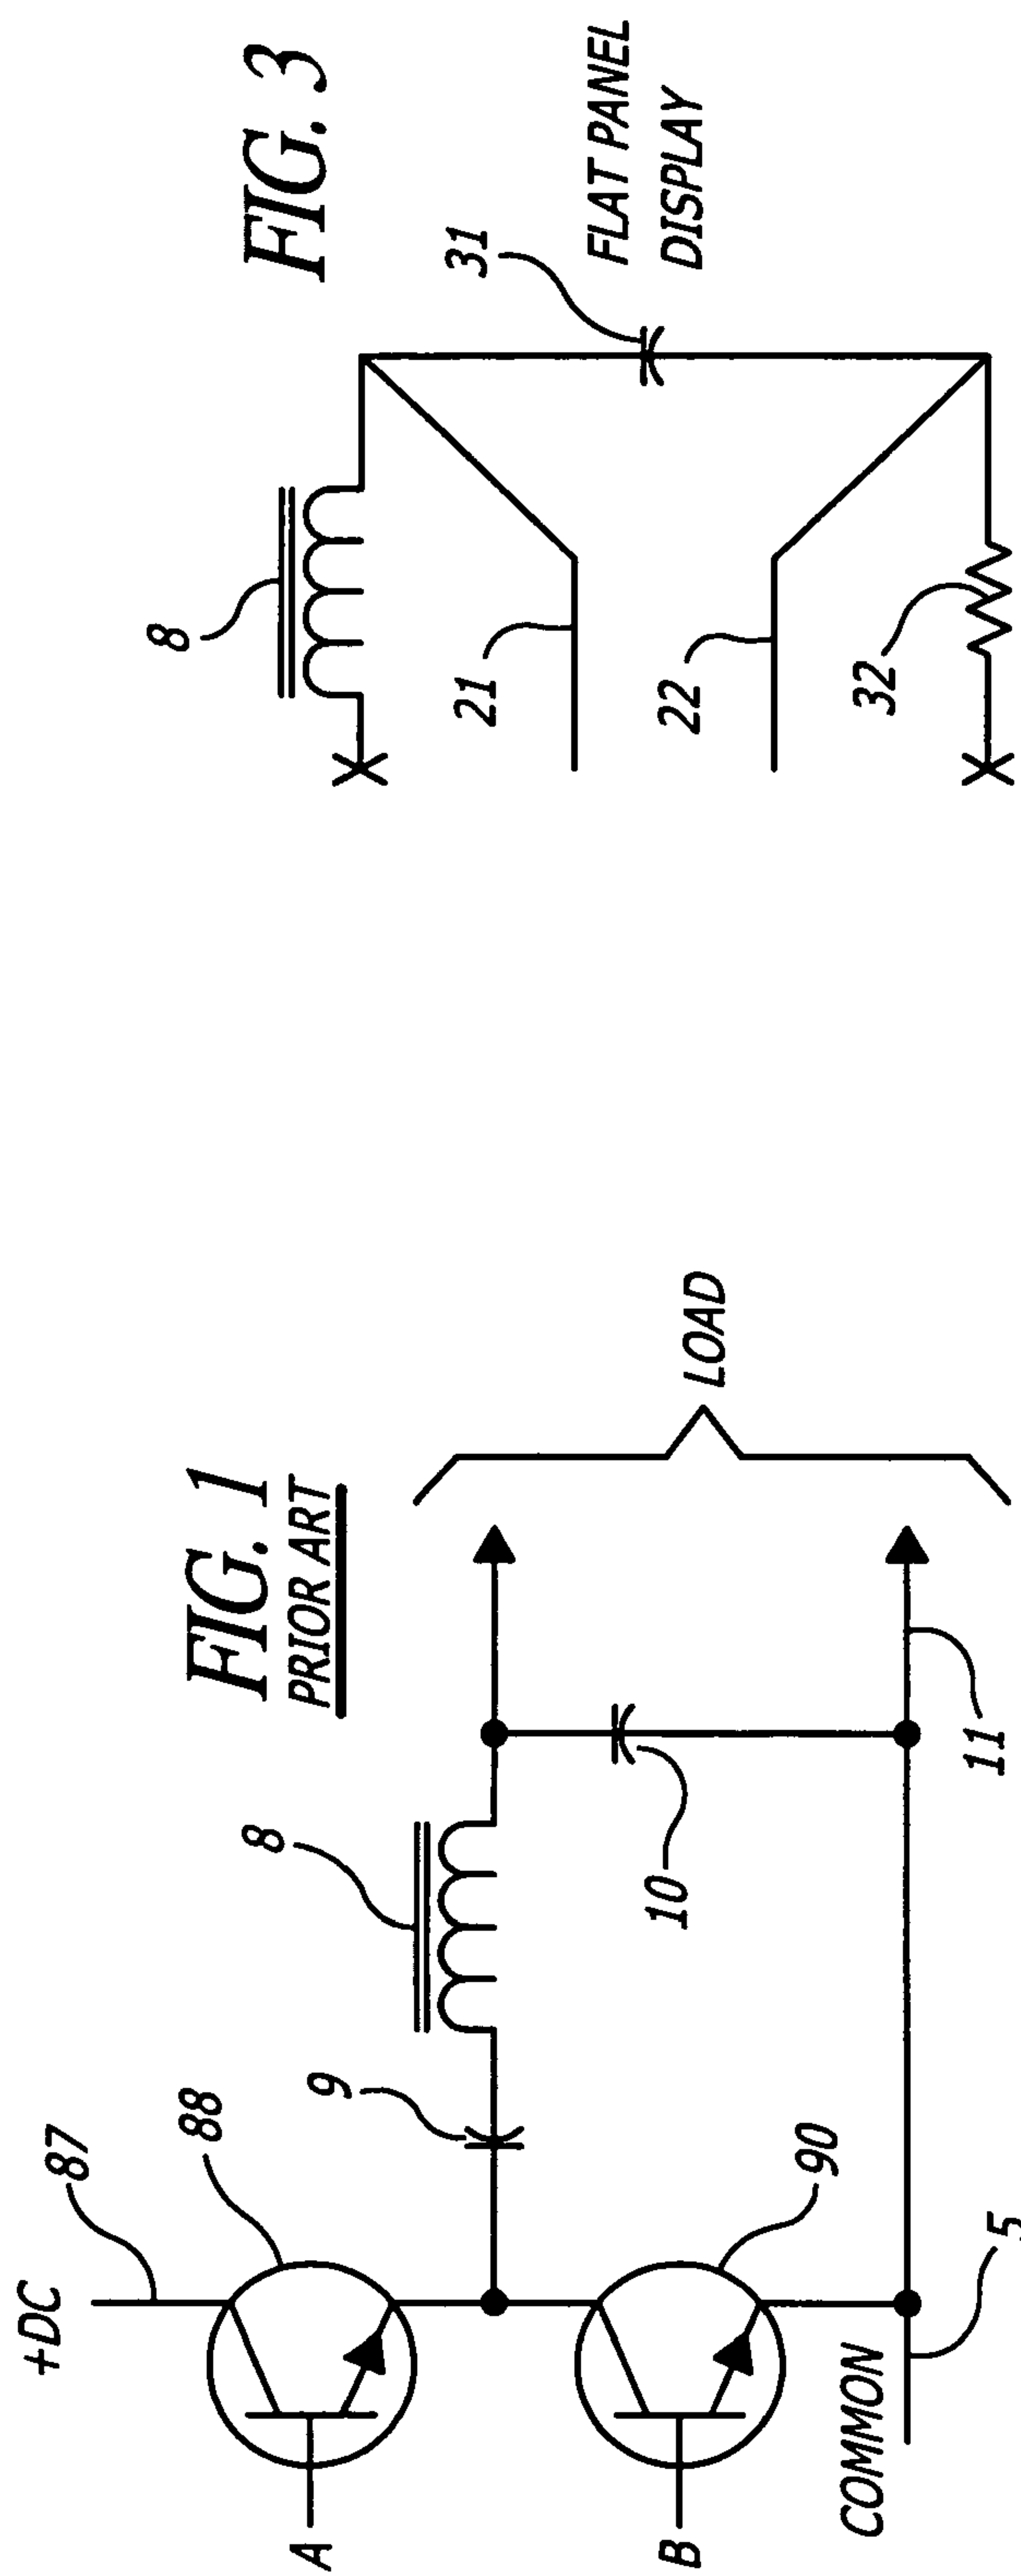 FIG. 1
PRIOR ART
+DC
87
88
A
9
8
10
LOAD
B
90
COMMON
5
11
FIG. 3
8
21
22
31
FLAT PANEL
DISPLAY
32